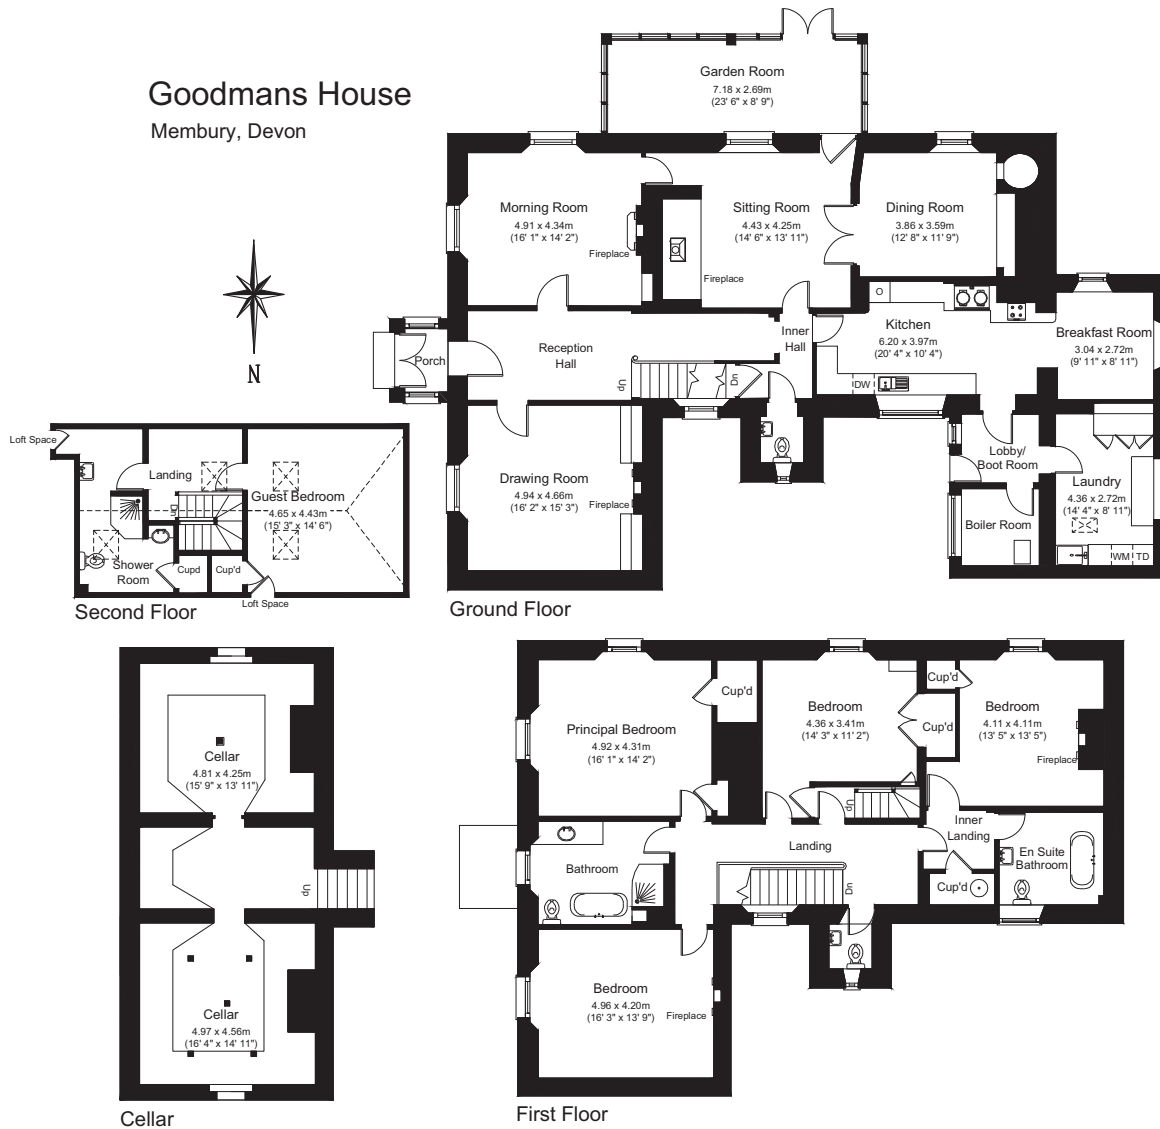 Goodmans House
Membury, Devon
N
Garden Room
7.18 x 2.69m
(23' 6" x 8' 9")
Morning Room
4.91 x 4.34m
(16' 1" x 14' 2")
Fireplace
Sitting Room
4.43 x 4.25m
(14' 6" x 13' 11")
Fireplace
Dining Room
3.86 x 3.59m
(12' 8" x 11' 9")
Porch
Reception
Hall
Up
Dn
Inner
Hall
O
Kitchen
6.20 x 3.97m
(20' 4" x 10' 4")
DW
Breakfast Room
3.04 x 2.72m
(9' 11" x 8' 11")
Drawing Room
4.94 x 4.66m
(16' 2" x 15' 3")
Fireplace
Lobby/
Boot Room
Boiler Room
Laundry
4.36 x 2.72m
(14' 4" x 8' 11")
WM
TD
Ground Floor
Loft Space
Landing
Dn
Guest Bedroom
4.65 x 4.43m
(15' 3" x 14' 6")
Shower
Room
Cupd
Cup'd
Loft Space
Second Floor
Cellar
4.81 x 4.25m
(15' 9" x 13' 11")
Up
Cellar
4.97 x 4.56m
(16' 4" x 14' 11")
Cellar
Principal Bedroom
4.92 x 4.31m
(16' 1" x 14' 2")
Cup'd
Bedroom
4.36 x 3.41m
(14' 3" x 11' 2")
Cup'd
Cup'd
Bedroom
4.11 x 4.11m
(13' 5" x 13' 5")
Fireplace
Up
Inner
Landing
Landing
Bathroom
Dn
Cup'd
En Suite
Bathroom
Bedroom
4.96 x 4.20m
(16' 3" x 13' 9")
Fireplace
First Floor